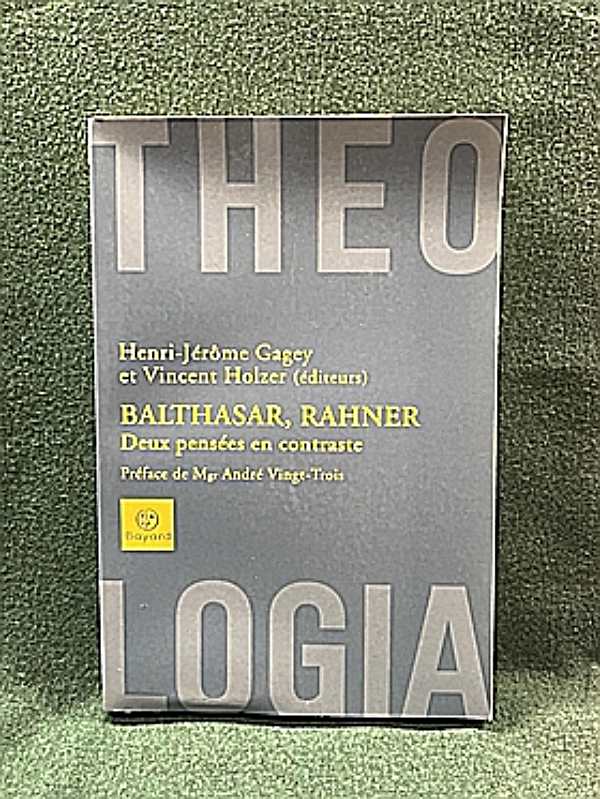 THEO
Henri-Jérôme Gagey
et Vincent Holzer (éditeurs)
BALTHASAR, RAHNER
Deux pensées en contraste
Préface de Mgr André Vingt-Trois
Bayard
LOGIA